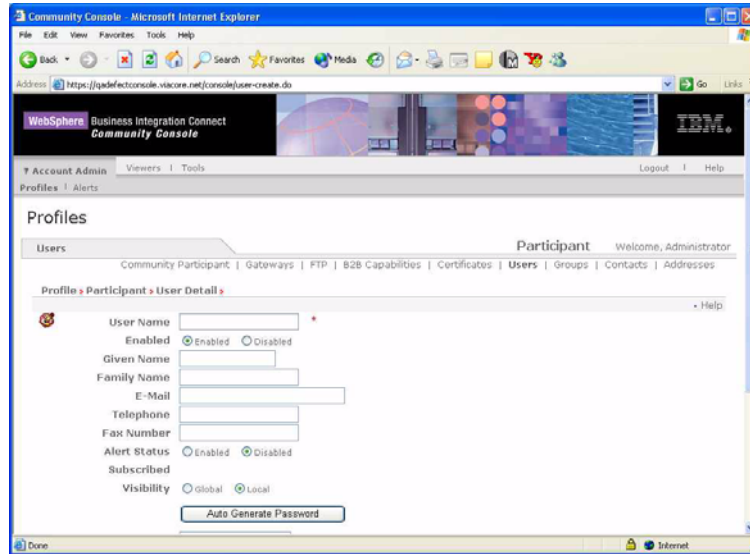 Community Console - Microsoft Internet Explorer
File Edit View Favorites Tools Help
Back Search Favorites Media
Address https://qadefectconsole.viacore.net/console/user-create.do Go Links
WebSphere Business Integration Connect
Community Console
IBM.
? Account Admin Viewers | Tools Logout | Help
Profiles | Alerts
Profiles
Users Participant Welcome, Administrator
Community Participant | Gateways | FTP | B2B Capabilities | Certificates | Users | Groups | Contacts | Addresses
Profile » Participant » User Detail »
• Help
User Name *
Enabled Enabled Disabled
Given Name
Family Name
E-Mail
Telephone
Fax Number
Alert Status Enabled Disabled
Subscribed
Visibility Global Local
Auto Generate Password
Done Internet